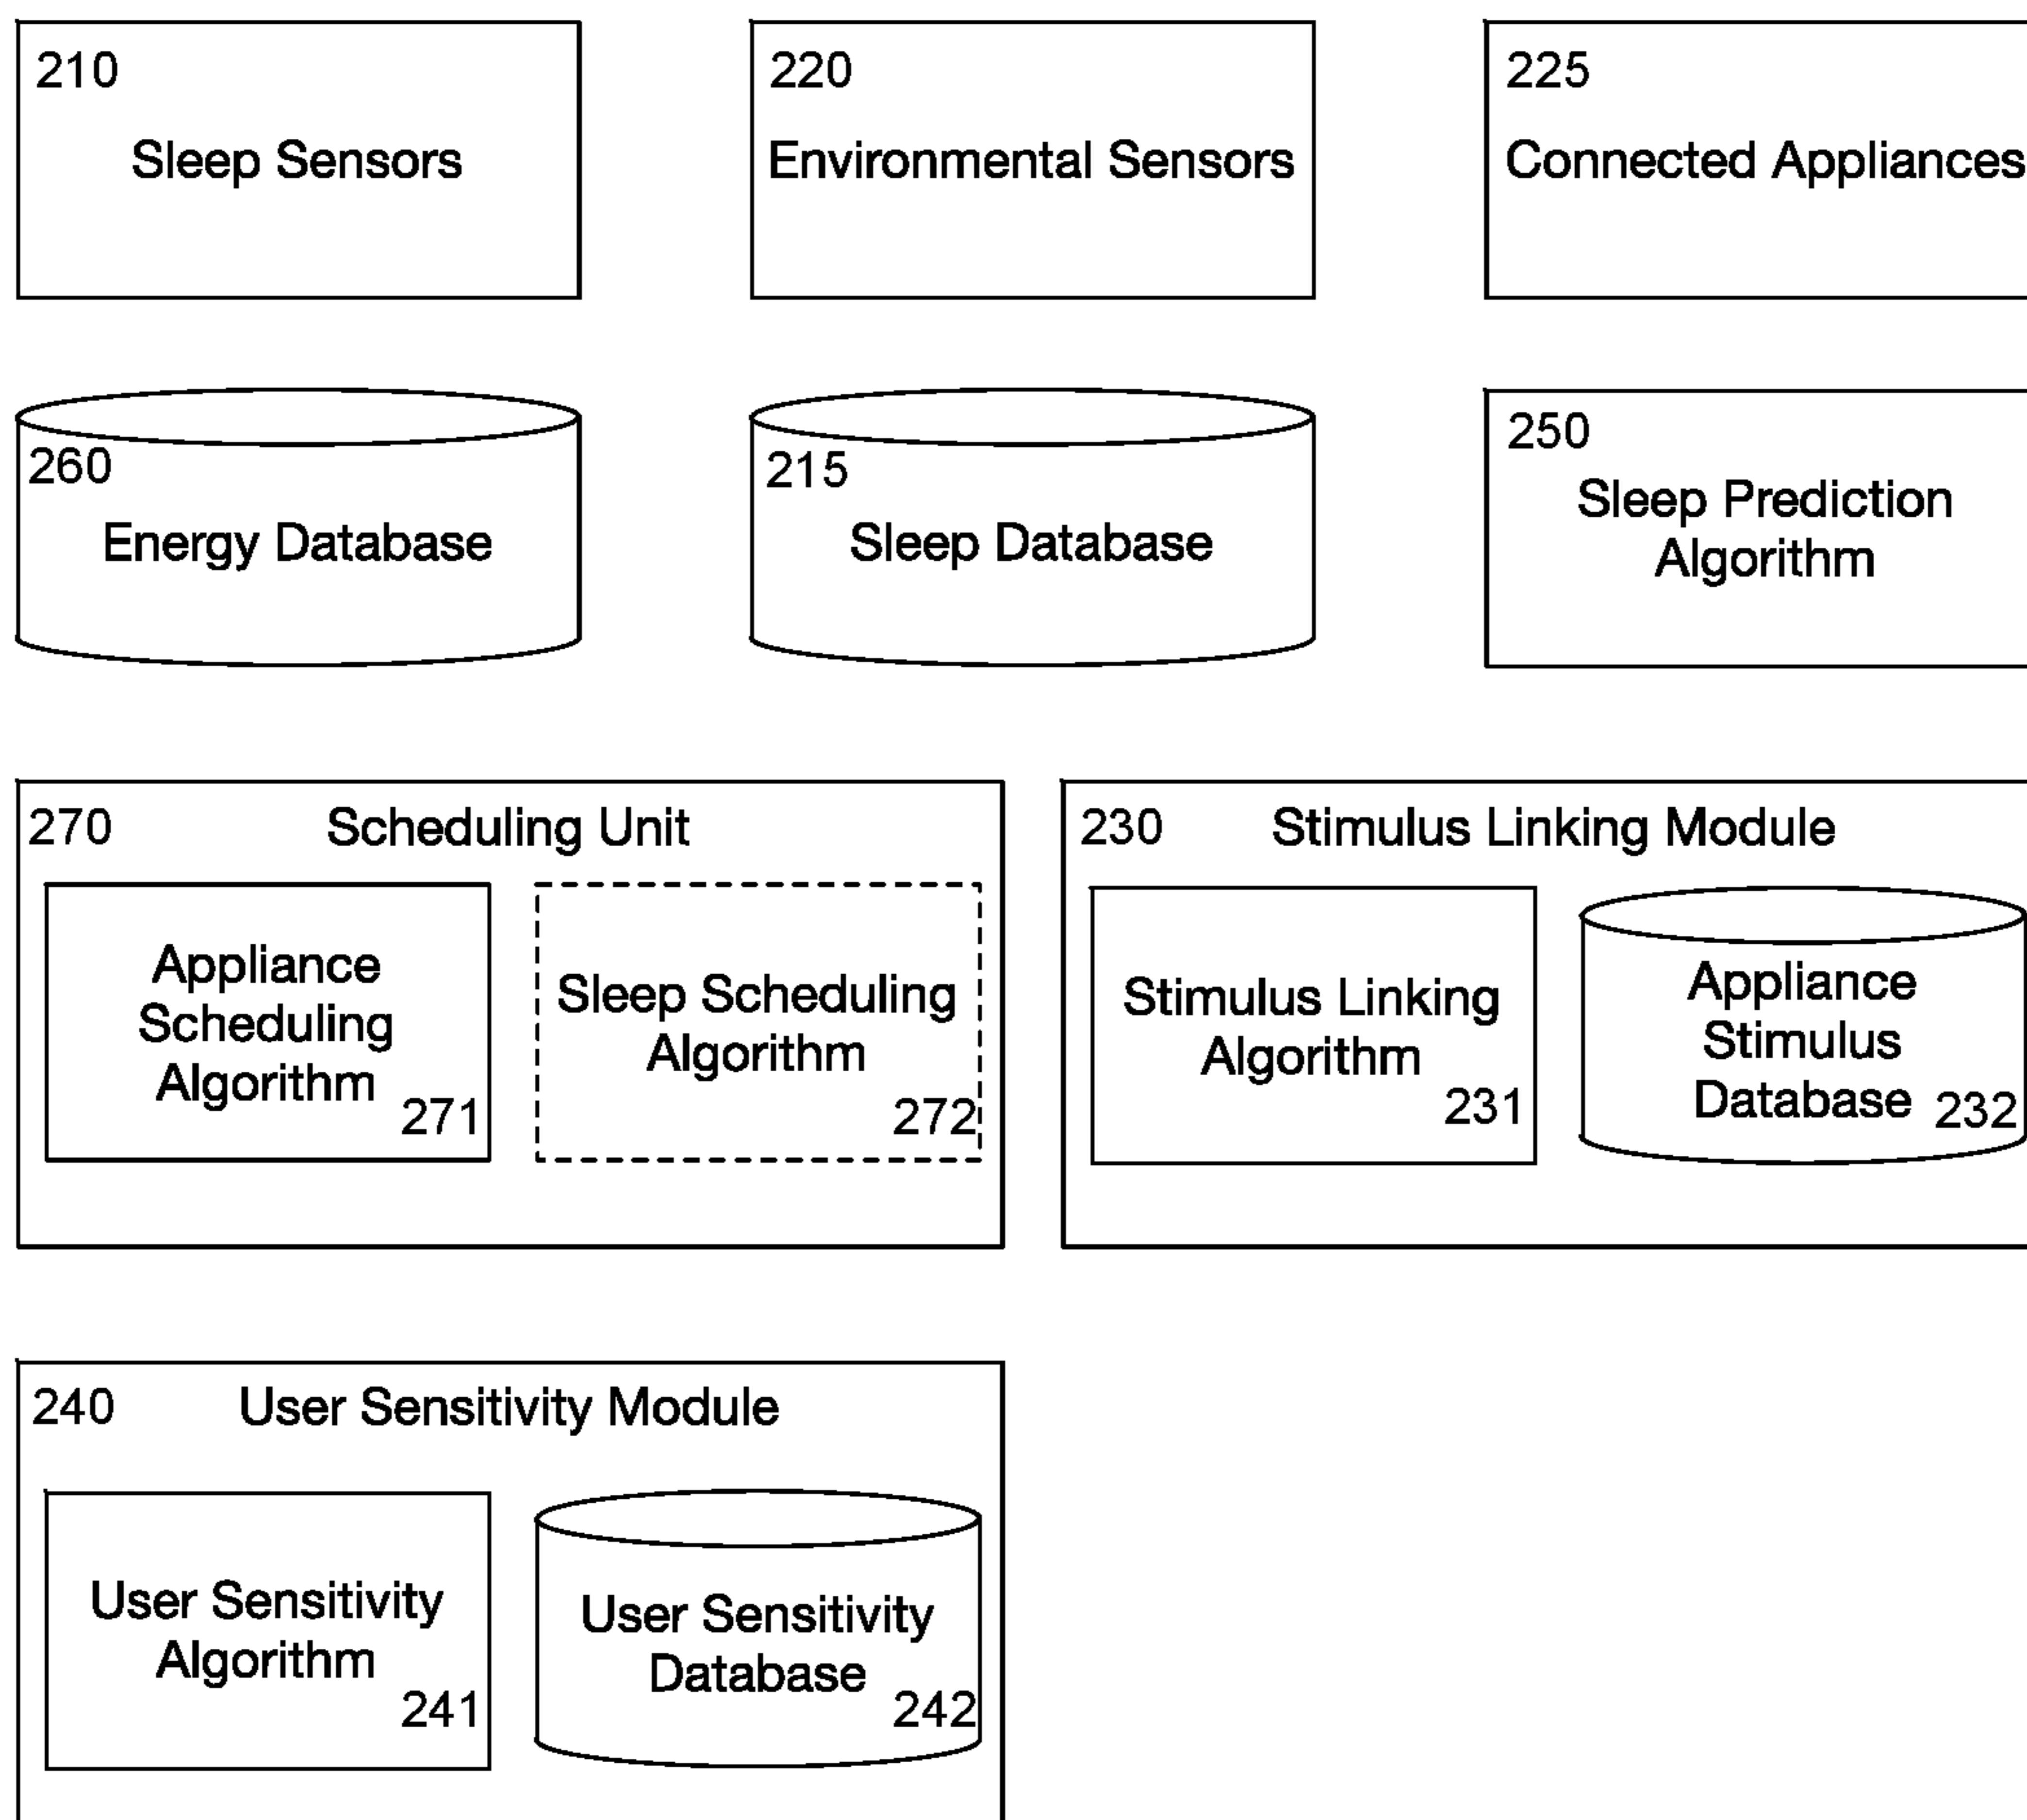 210
Sleep Sensors
220
Environmental Sensors
225
Connected Appliances
260
Energy Database
215
Sleep Database
250
Sleep Prediction
Algorithm
270
Scheduling Unit
Appliance
Scheduling
Algorithm
271
Sleep Scheduling
Algorithm
272
230
Stimulus Linking Module
Stimulus Linking
Algorithm
231
Appliance
Stimulus
Database
232
240
User Sensitivity Module
User Sensitivity
Algorithm
241
User Sensitivity
Database
242